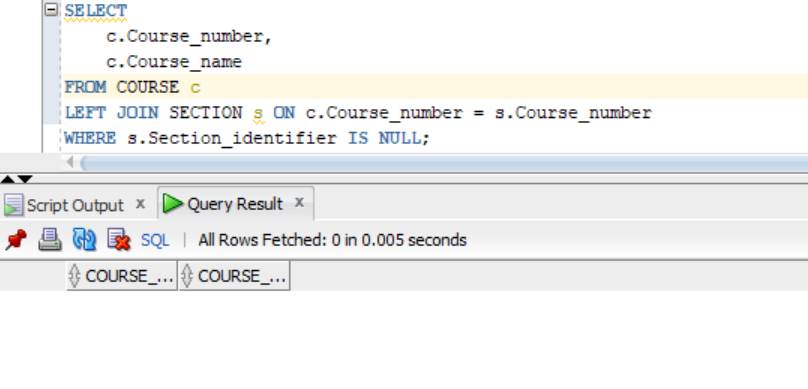 SELECT
c.Course_number,
c.Course_name
FROM COURSE c
LEFT JOIN SECTION s ON c.Course_number = s.Course_number
WHERE s.Section_identifier IS NULL;
Script Output x Query Result x
SQL | All Rows Fetched: 0 in 0.005 seconds
COURSE_... COURSE_...